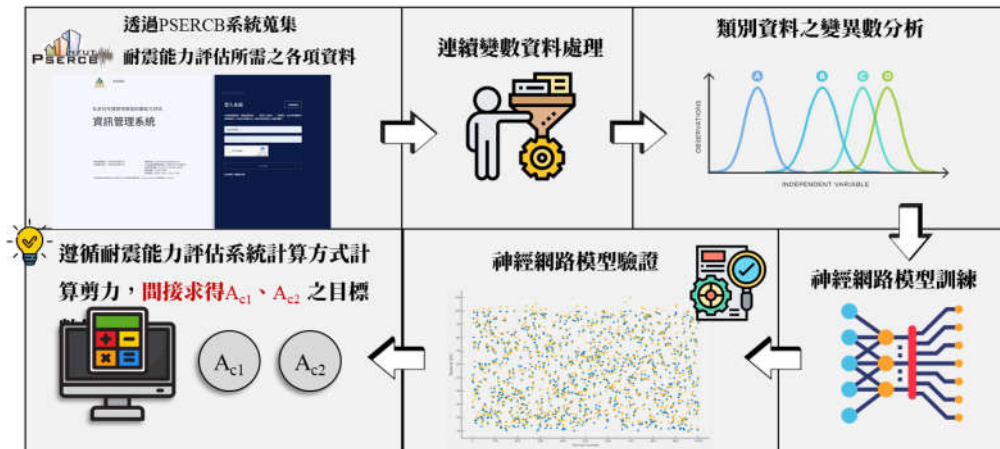 透過PSERCB系統蒐集
耐震能力評估所需之各項資料
PSERCB
資訊管理系統
連續變數資料處理
類別資料之變異數分析
A
B
C
D
OBSERVATIONS
INDEPENDENT VARIABLE
神經網路模型訓練
神經網路模型驗證
遵循耐震能力評估系統計算方式計
算剪力，間接求得Ac1、Ac2 之目標
Ac1
Ac2